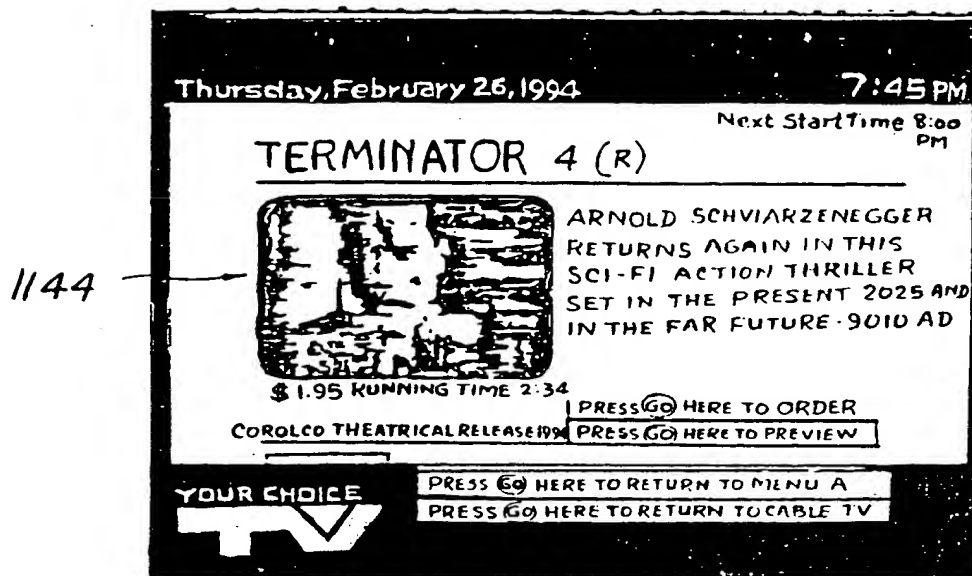 Thursday, February 26, 1994 7:45 PM
Next Start Time 8:00
PM
TERMINATOR 4 (R)
1144
ARNOLD SCHVIARZENEGGER
RETURNS AGAIN IN THIS
SCI-FI ACTION THRILLER
SET IN THE PRESENT 2025 AND
IN THE FAR FUTURE · 9010 AD
$ 1.95 RUNNING TIME 2:34
PRESS GO HERE TO ORDER
COROLCO THEATRICAL RELEASE 1994
PRESS GO HERE TO PREVIEW
YOUR CHOICE
TV
PRESS GO HERE TO RETURN TO MENU A
PRESS GO HERE TO RETURN TO CABLE TV